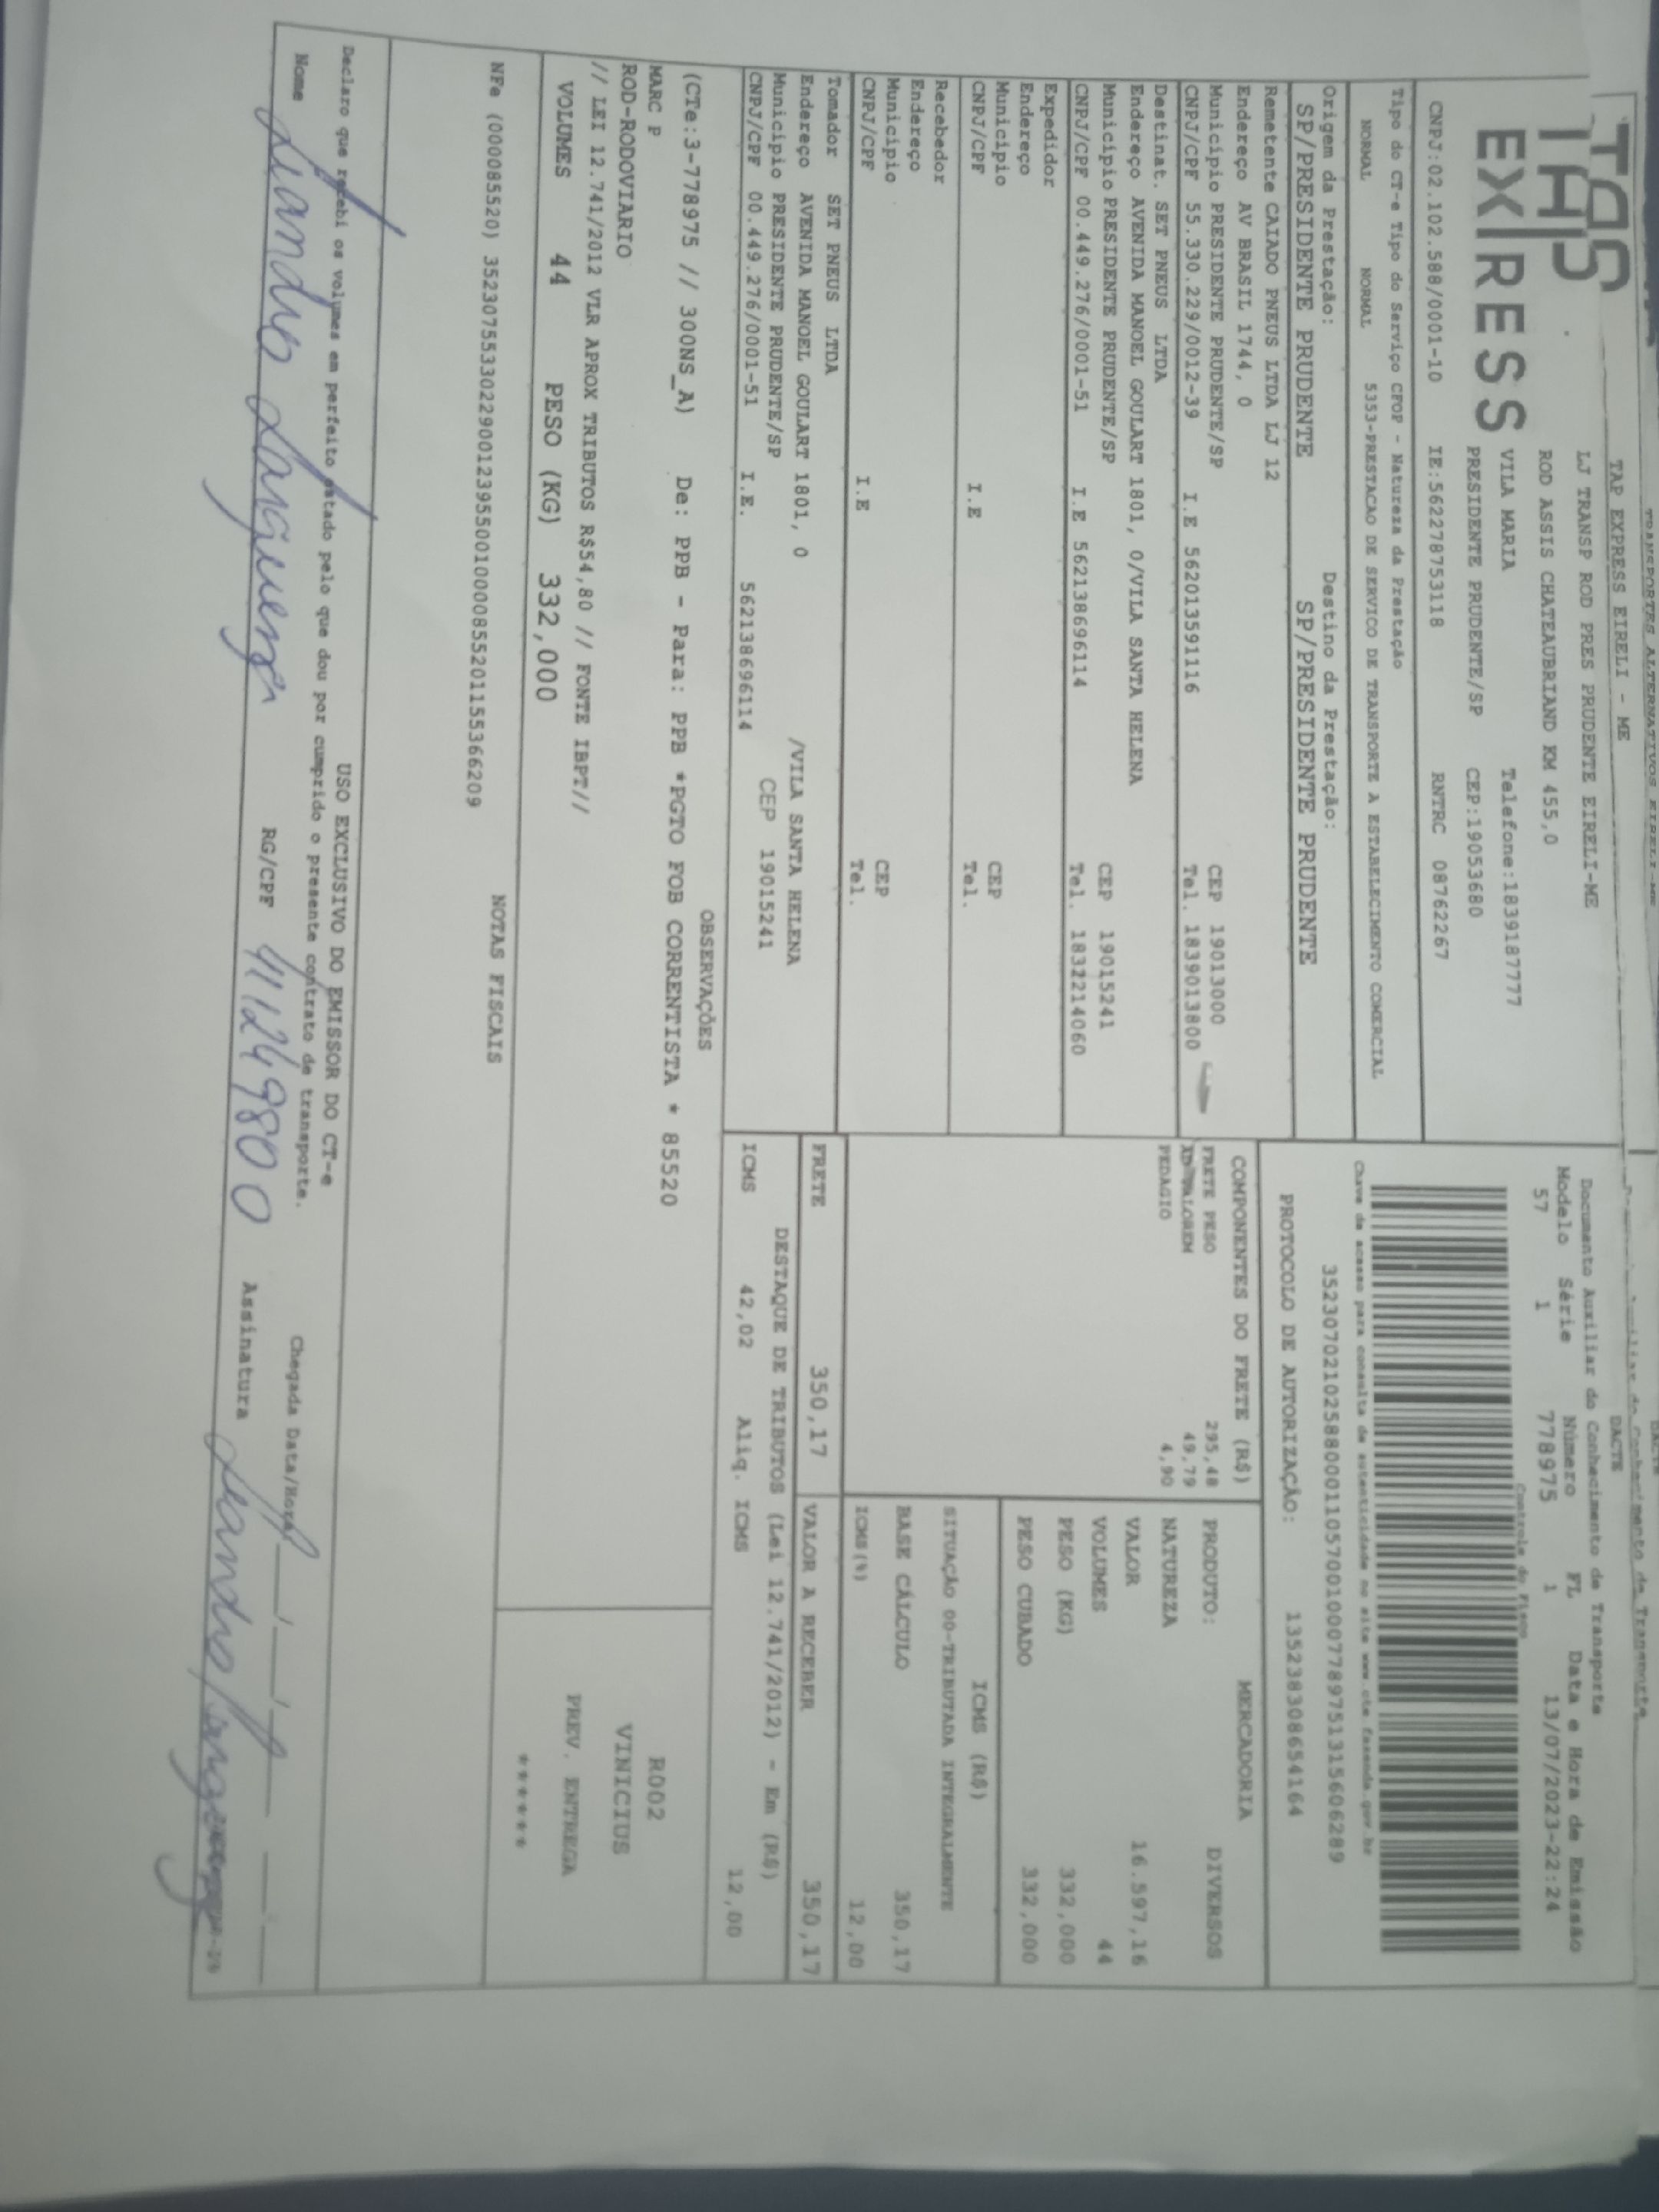 TAP
EXPRESS
TAP EXPRESS EIRELI - ME
LJ TRANSP ROD PRES PRUDENTE EIRELI-ME
ROD ASSIS CHATEAUBRIAND KM 455,0
VILA MARIA Telefone:1839187777
PRESIDENTE PRUDENTE/SP CEP:19053680
CNPJ:02.102.588/0001-10 IE:562278753118 RNTRC 08762267
DACTE
Documento Auxiliar do Conhecimento de Transporte
Modelo Série Número FL Data e Hora de Emissão
57 1 778975 1 13/07/2023-22:24
Controle do Fisco
Chave de acesso para consulta de autenticidade no site www.cte.fazenda.gov.br
35230702102588000110570010007789751315606289
PROTOCOLO DE AUTORIZAÇÃO: 135238308654164
Tipo do CT-e Tipo do Serviço CFOP - Natureza da Prestação
NORMAL NORMAL 5353-PRESTACAO DE SERVICO DE TRANSPORTE A ESTABELECIMENTO COMERCIAL
Origem da Prestação: Destino da Prestação:
SP/PRESIDENTE PRUDENTE SP/PRESIDENTE PRUDENTE
Remetente CAIADO PNEUS LTDA LJ 12
Endereço AV BRASIL 1744, 0
Municipio PRESIDENTE PRUDENTE/SP CEP 19013000
CNPJ/CPF 55.330.229/0012-39 I.E 562013591116 Tel. 1839013800
Destinat. SET PNEUS LTDA
Endereço AVENIDA MANOEL GOULART 1801, 0/VILA SANTA HELENA
Municipio PRESIDENTE PRUDENTE/SP CEP 19015241
CNPJ/CPF 00.449.276/0001-51 I.E 562138696114 Tel. 1832214060
Expedidor
Endereço
Municipio CEP
CNPJ/CPF I.E Tel.
Recebedor
Endereço
Municipio CEP
CNPJ/CPF I.E Tel.
Tomador SET PNEUS LTDA
Endereço AVENIDA MANOEL GOULART 1801, 0 /VILA SANTA HELENA
Municipio PRESIDENTE PRUDENTE/SP CEP 19015241
CNPJ/CPF 00.449.276/0001-51 I.E. 562138696114
COMPONENTES DO FRETE (R$)
FRETE PESO 295,48
VALOREM 49,79
PEDAGIO 4,90
MERCADORIA
PRODUTO: DIVERSOS
NATUREZA
VALOR 16.597,16
VOLUMES 44
PESO (KG) 332,000
PESO CUBADO 332,000
ICMS (R$)
SITUAÇÃO 00-TRIBUTADA INTEGRALMENTE
BASE CÁLCULO 350,17
ICMS(%) 12,00
FRETE 350,17 VALOR A RECEBER 350,17
DESTAQUE DE TRIBUTOS (Lei 12.741/2012) - Em (R$)
ICMS 42,02 Aliq. ICMS 12,00
OBSERVAÇÕES
(CTe:3-778975 // 300NS_A) De: PPB - Para: PPB *PGTO FOB CORRENTISTA * 85520
MARC P
ROD-RODOVIARIO
// LEI 12.741/2012 VLR APROX TRIBUTOS R$54,80 // FONTE IBPT//
VOLUMES 44 PESO (KG) 332,000
R002
VINICIUS
PREV. ENTREGA
******
NOTAS FISCAIS
NFe (000085520) 35230755330229001239550010000855201155366209
USO EXCLUSIVO DO EMISSOR DO CT-e
Declaro que recebi os volumes em perfeito estado pelo que dou por cumprido o presente contrato de transporte.
Chegada Data/Hora
Nome Leandro RG/CPF 411249800 Assinatura Leandro